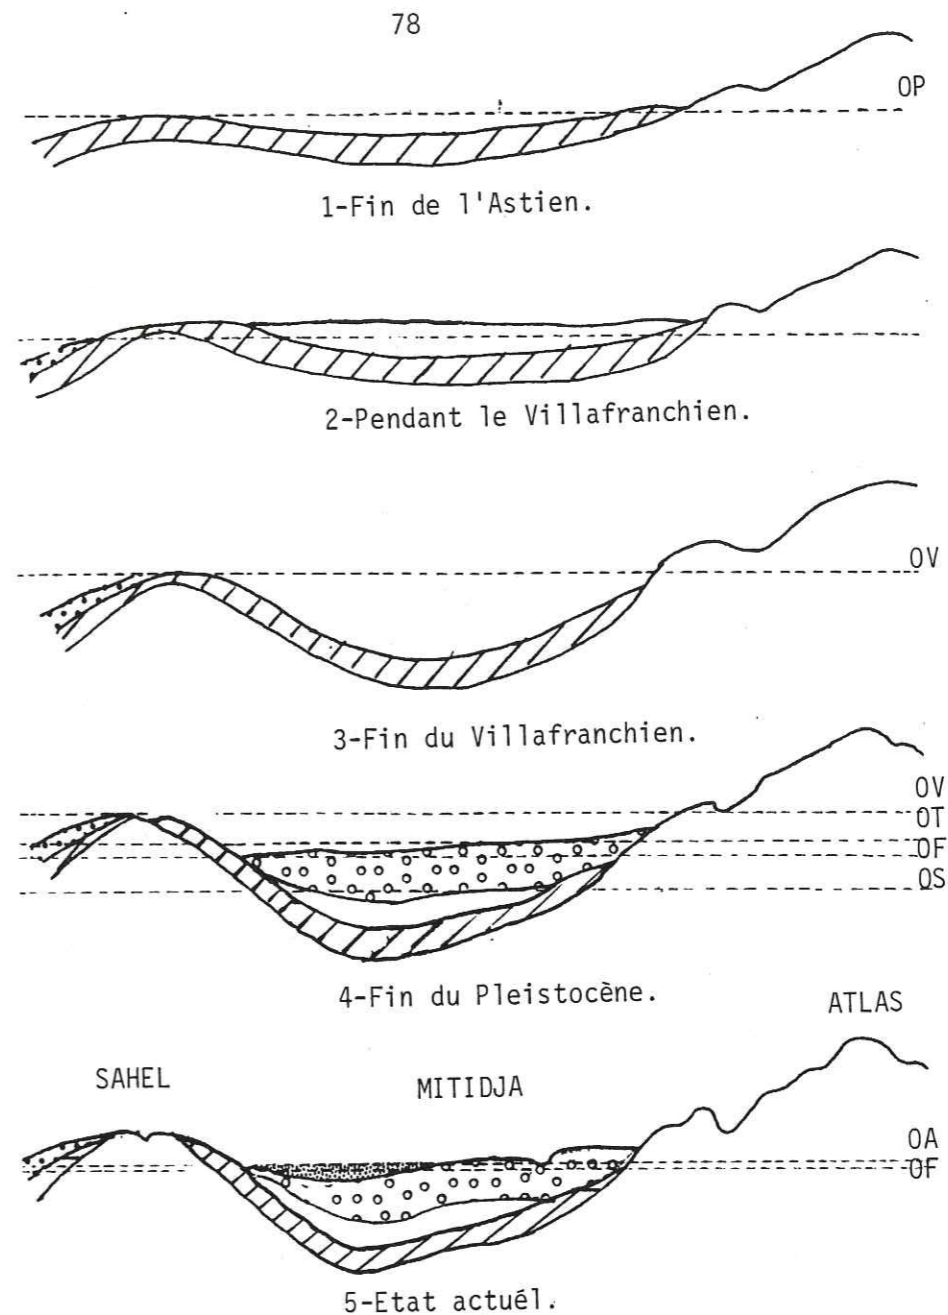 78
OP
1-Fin de l'Astien.
2-Pendant le Villafranchien.
OV
3-Fin du Villafranchien.
OV
OT
OF
OS
4-Fin du Pleistocène.
ATLAS
SAHEL
MITIDJA
OA
OF
5-Etat actuél.